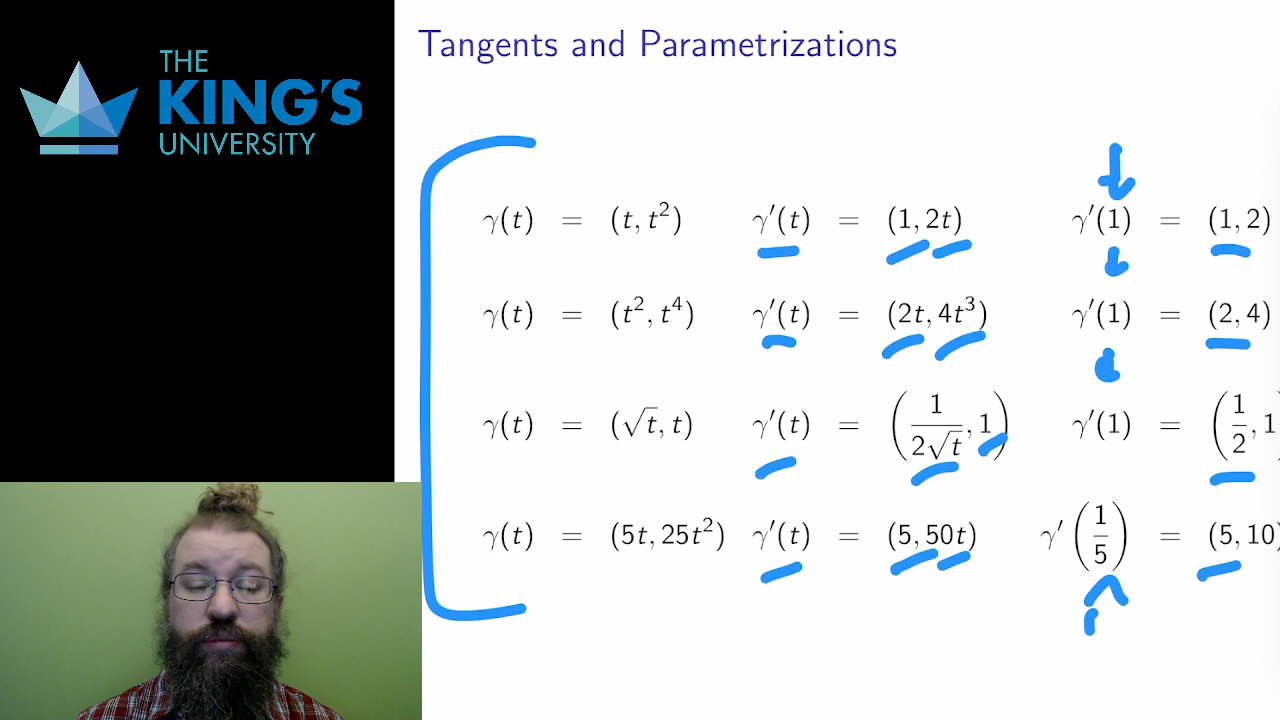 THE
KING'S
UNIVERSITY
Tangents and Parametrizations
γ(t) = (t, t²) γ′(t) = (1, 2t) γ′(1) = (1, 2)
γ(t) = (t², t⁴) γ′(t) = (2t, 4t³) γ′(1) = (2, 4)
γ(t) = (√t, t) γ′(t) = (1/(2√t), 1) γ′(1) = (1/2, 1
γ(t) = (5t, 25t²) γ′(t) = (5, 50t) γ′(1/5) = (5, 10)